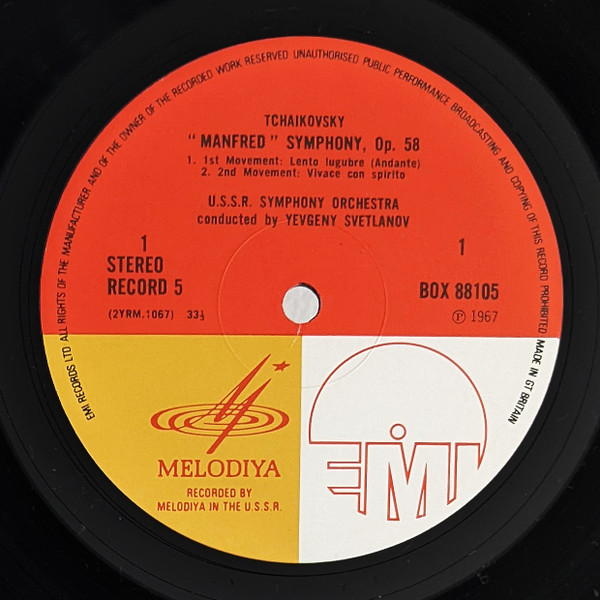 EMI RECORDS LTD ALL RIGHTS OF THE MANUFACTURER AND OF THE OWNER OF THE RECORDED WORK RESERVED UNAUTHORISED PUBLIC PERFORMANCE BROADCASTING AND COPYING OF THIS RECORD PROHIBITED MADE IN GT BRITAIN
TCHAIKOVSKY
"MANFRED" SYMPHONY, Op. 58
1. 1st Movement: Lento lugubre (Andante)
2. 2nd Movement: Vivace con spirito
U.S.S.R. SYMPHONY ORCHESTRA
conducted by YEVGENY SVETLANOV
1
STEREO
RECORD 5
(2YRM.1067) 33⅓
1
BOX 88105
Ⓟ 1967
MELODIYA
RECORDED BY
MELODIYA IN THE U.S.S.R.
EMI